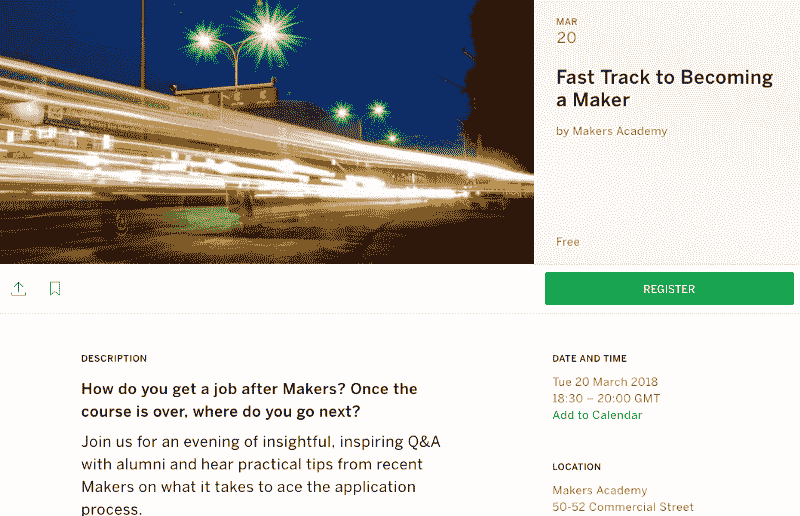 MAR
20
Fast Track to Becoming
a Maker
by Makers Academy
Free
REGISTER
DESCRIPTION
How do you get a job after Makers? Once the
course is over, where do you go next?
Join us for an evening of insightful, inspiring Q&A
with alumni and hear practical tips from recent
Makers on what it takes to ace the application
process.
DATE AND TIME
Tue 20 March 2018
18:30 – 20:00 GMT
Add to Calendar
LOCATION
Makers Academy
50-52 Commercial Street